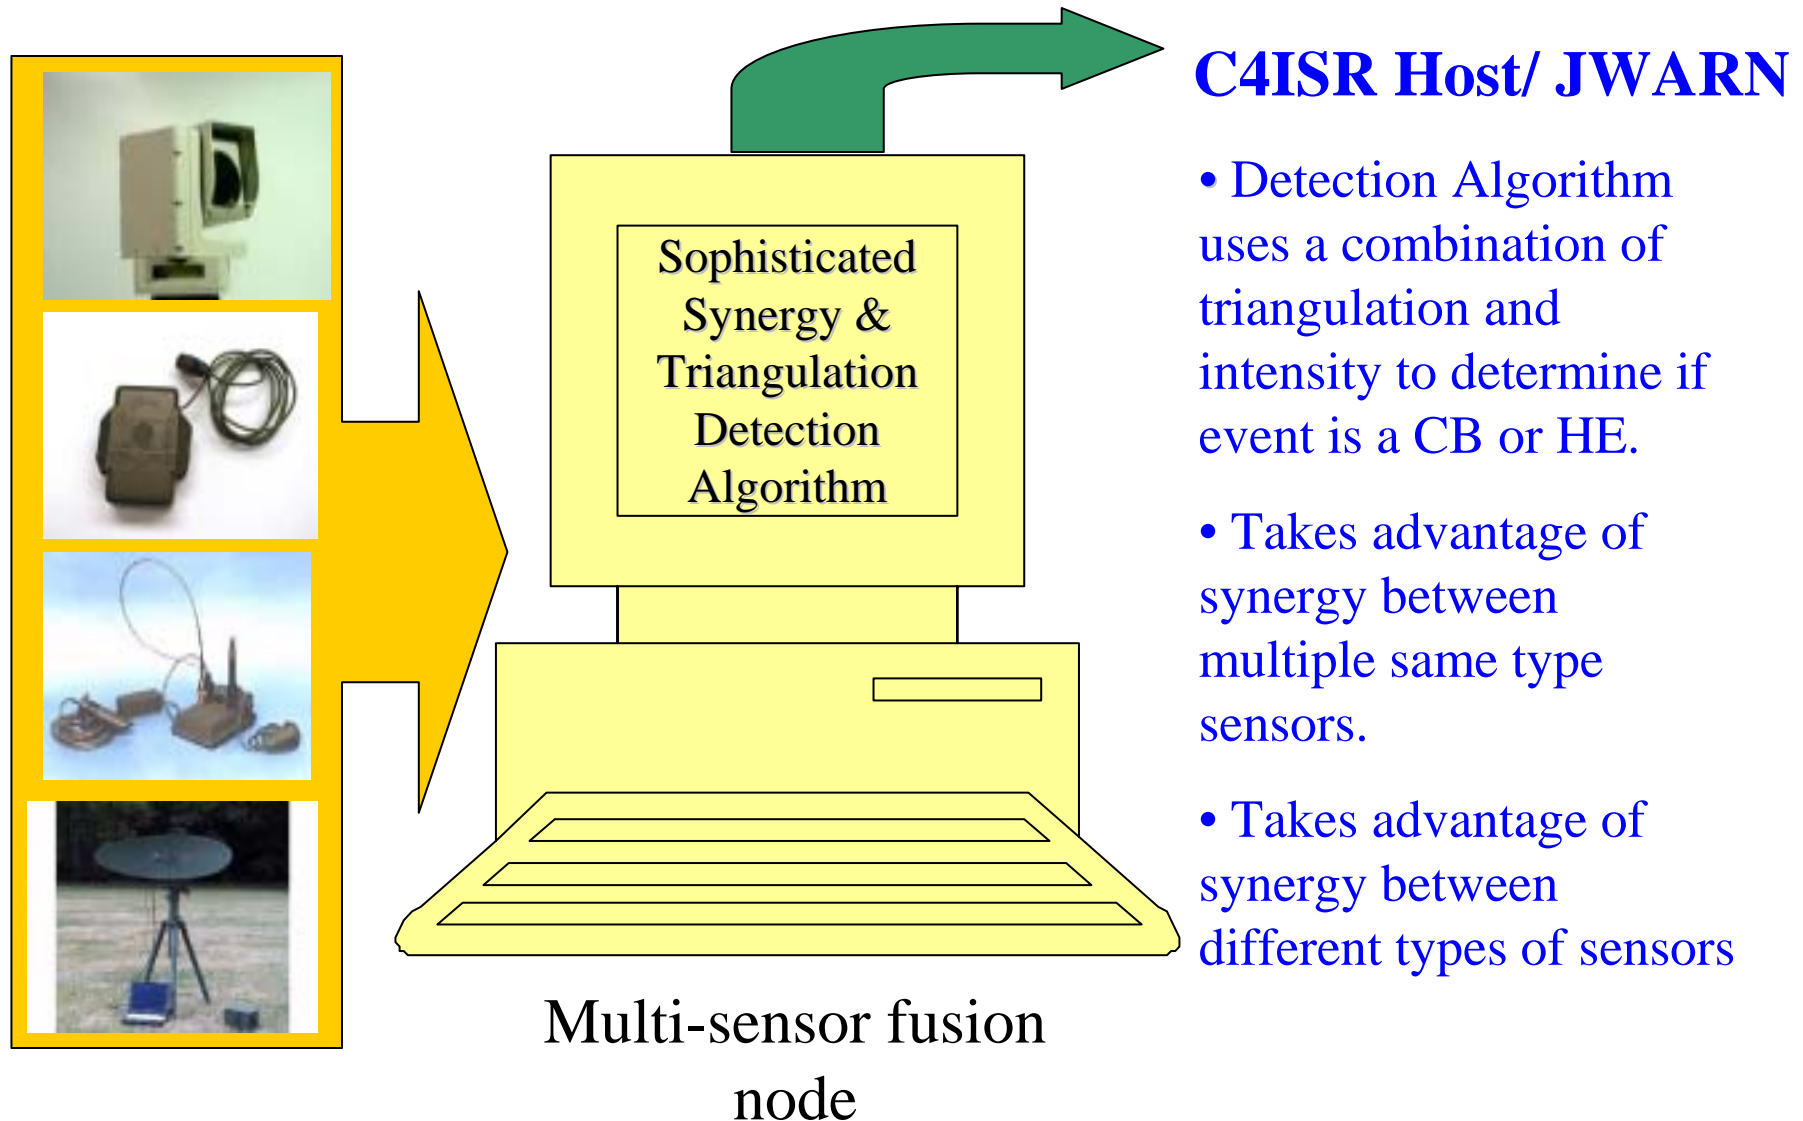 C4ISR Host/ JWARN
• Detection Algorithm
uses a combination of
triangulation and
intensity to determine if
event is a CB or HE.
• Takes advantage of
synergy between
multiple same type
sensors.
• Takes advantage of
synergy between
different types of sensors
Sophisticated
Synergy &
Triangulation
Detection
Algorithm
Multi-sensor fusion
node